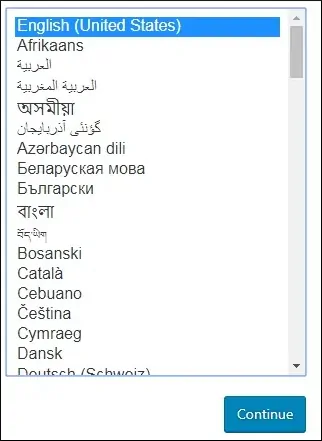 English (United States)
Afrikaans
العربية
العربية المغربية
অসমীয়া
گؤنئی آذربایجان
Azərbaycan dili
Беларуская мова
Български
বাংলা
བོད་ཡིག
Bosanski
Català
Cebuano
Čeština
Cymraeg
Dansk
Deutsch (Schweiz)
Continue